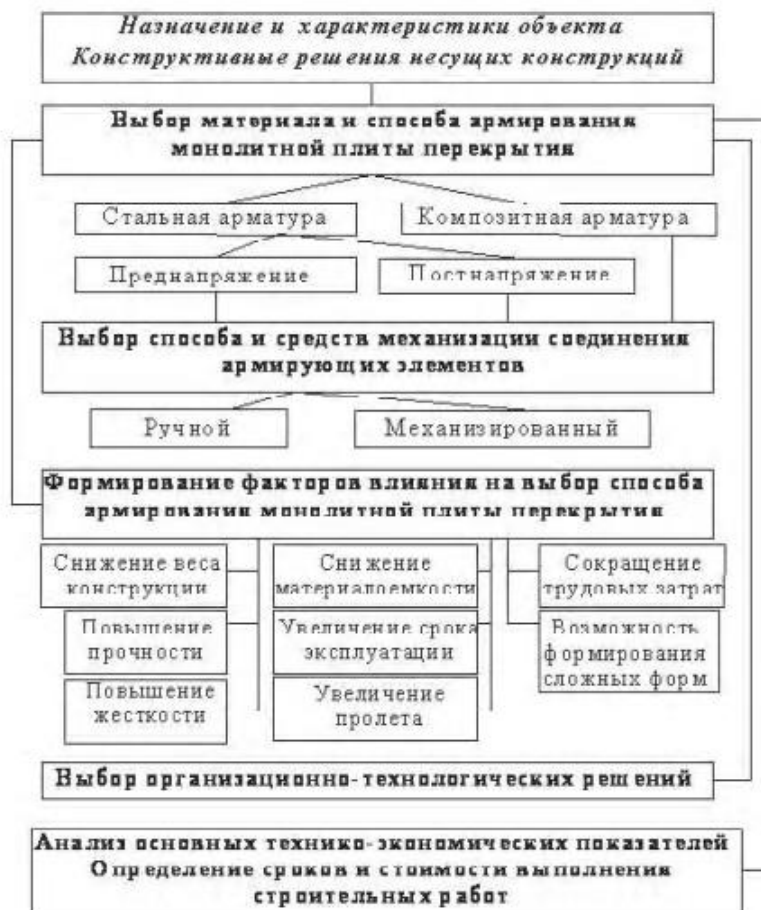 Назначение и характеристики объекта
Конструктивные решения несущих конструкций
Выбор материала и способа армирования
монолитной плиты перекрытия
Стальная арматура
Композитная арматура
Преднапряжение
Постнапряжение
Выбор способа и средств механизации соединения
армирующих элементов
Ручной
Механизированный
Формирование факторов влияния на выбор способа
армирования монолитной плиты перекрытия
Снижение веса
конструкции
Снижение
материалоемкости
Сокращение
трудовых затрат
Повышение
прочности
Увеличение срока
эксплуатации
Возможность
формирования
сложных форм
Повышение
жесткости
Увеличение
пролета
Выбор организационно-технологических решений
Анализ основных технико-экономических показателей
Определение сроков и стоимости выполнения
строительных работ